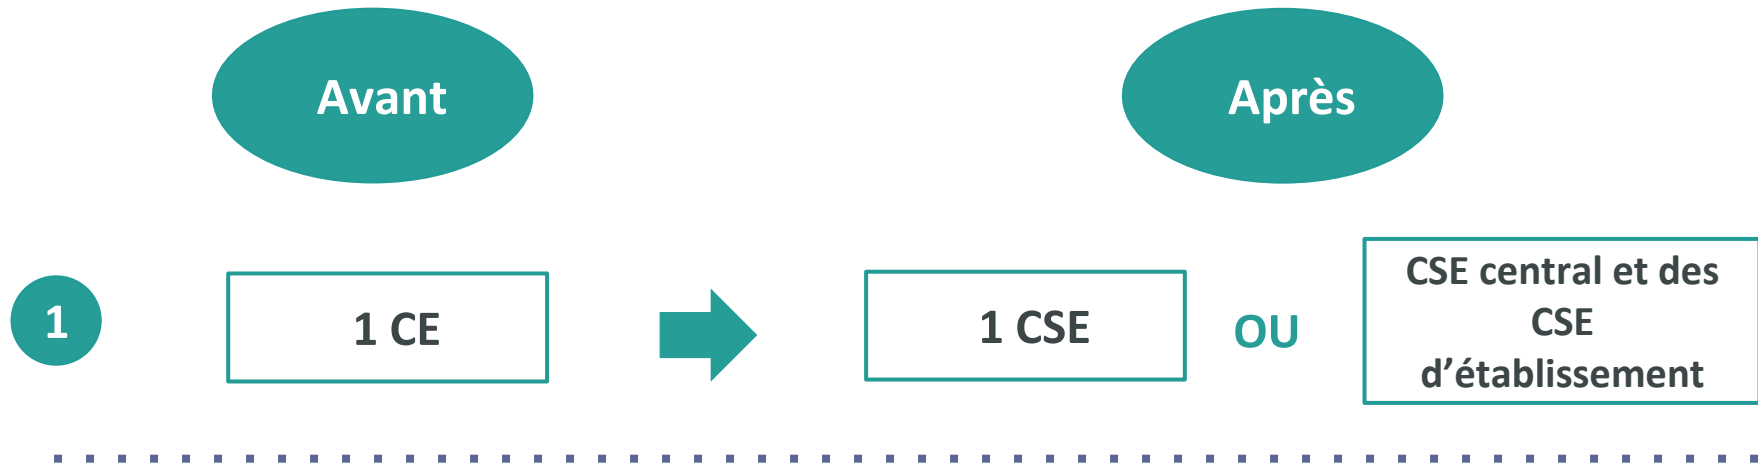 Avant
Après
1
1 CE
1 CSE
OU
CSE central et des
CSE
d’établissement